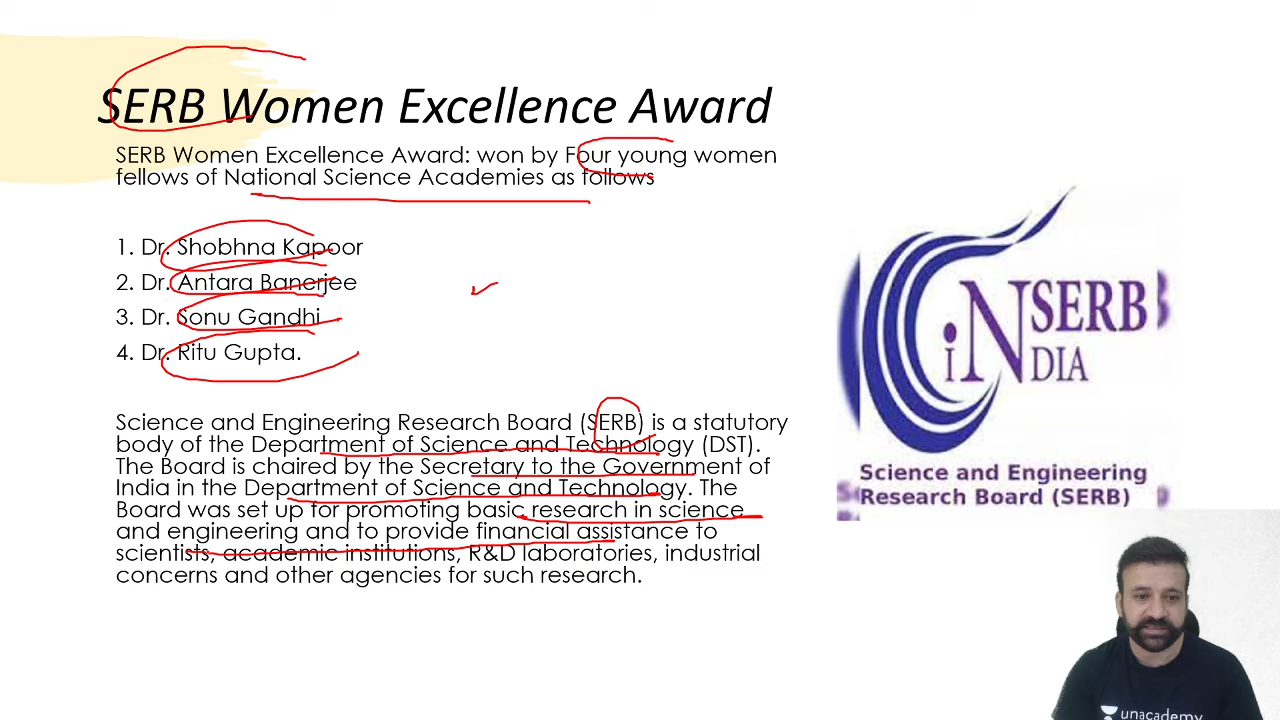 SERB Women Excellence Award
SERB Women Excellence Award: won by Four young women
fellows of National Science Academies as follows
1. Dr. Shobhna Kapoor
2. Dr. Antara Banerjee
3. Dr. Sonu Gandhi
4. Dr. Ritu Gupta.
Science and Engineering Research Board (SERB) is a statutory
body of the Department of Science and Technology (DST).
The Board is chaired by the Secretary to the Government of
India in the Department of Science and Technology. The
Board was set up for promoting basic research in science
and engineering and to provide financial assistance to
scientists, academic institutions, R&D laboratories, industrial
concerns and other agencies for such research.
SERB
iN
DIA
Science and Engineering
Research Board (SERB)
unacademy